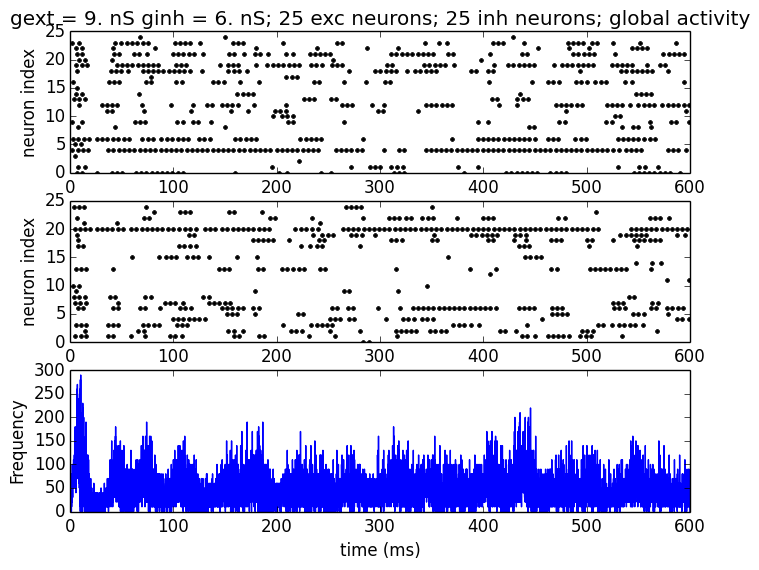 gext = 9. nS ginh = 6. nS; 25 exc neurons; 25 inh neurons; global activity
neuron index
25
20
15
10
5
0
0 100 200 300 400 500 600
neuron index
25
20
15
10
5
0
0 100 200 300 400 500 600
Frequency
300
250
200
150
100
50
0
0 100 200 300 400 500 600
time (ms)